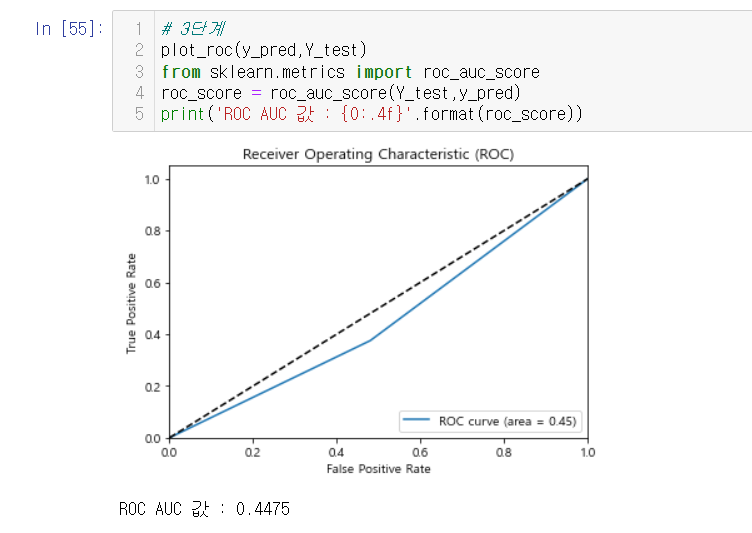 In [55]:
1 # 3단계
2 plot_roc(y_pred,Y_test)
3 from sklearn.metrics import roc_auc_score
4 roc_score = roc_auc_score(Y_test,y_pred)
5 print('ROC AUC 값 : {0:.4f}'.format(roc_score))
Receiver Operating Characteristic (ROC)
1.0
0.8
0.6
0.4
0.2
0.0
True Positive Rate
ROC curve (area = 0.45)
0.0 0.2 0.4 0.6 0.8 1.0
False Positive Rate
ROC AUC 값 : 0.4475